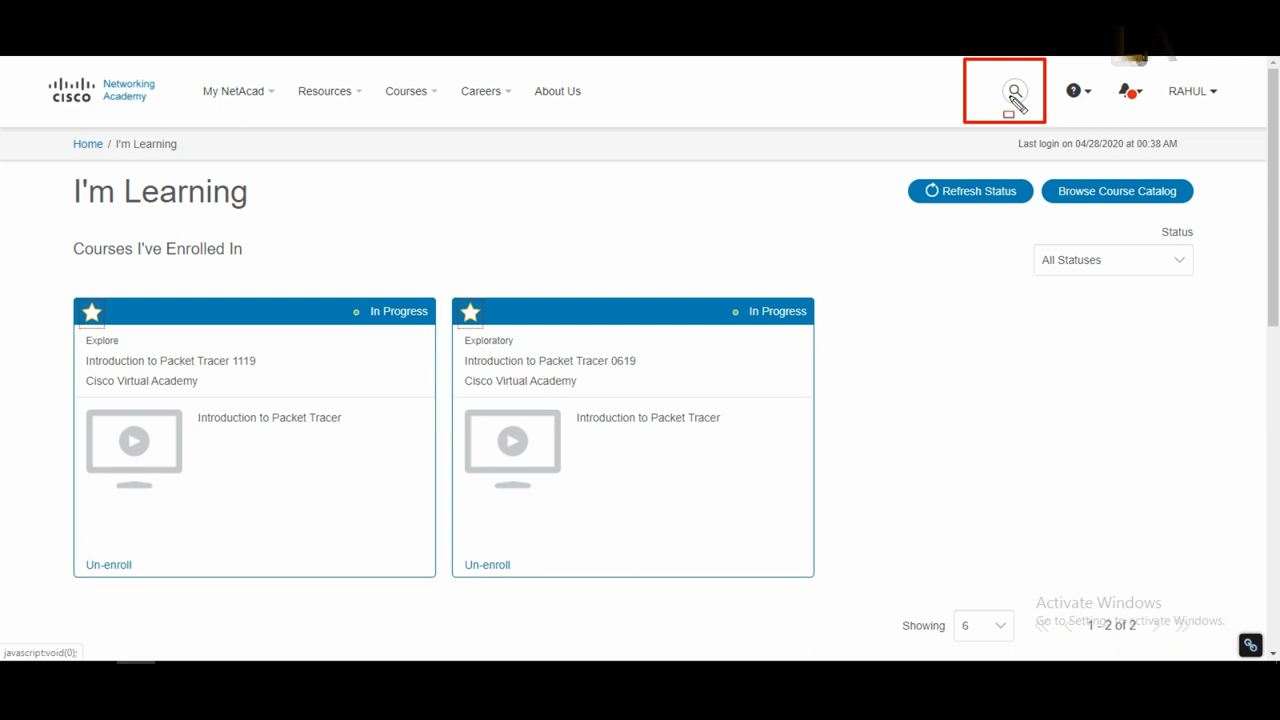 LA
CISCO Networking Academy
My NetAcad Resources Courses Careers About Us RAHUL
Home / I'm Learning Last login on 04/28/2020 at 00:38 AM
I'm Learning Refresh Status Browse Course Catalog
Status
Courses I've Enrolled In
All Statuses
In Progress In Progress
Explore Exploratory
Introduction to Packet Tracer 1119 Introduction to Packet Tracer 0619
Cisco Virtual Academy Cisco Virtual Academy
Introduction to Packet Tracer Introduction to Packet Tracer
Un-enroll Un-enroll
Activate Windows
Go to Settings to activate Windows.
Showing 6 1 - 2 of 2
javascript:void(0);